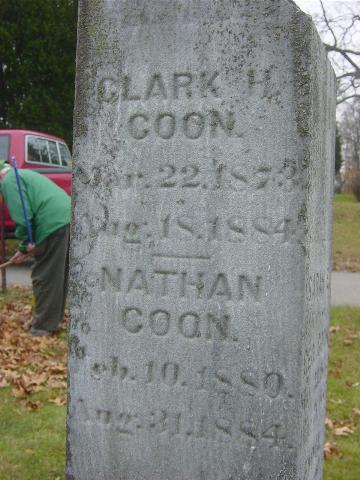 CLARK H.
COON.
Mar. 22. 1873.
Aug. 18. 1884.
NATHAN
COON.
Feb. 10. 1880.
Aug. 31. 1884.